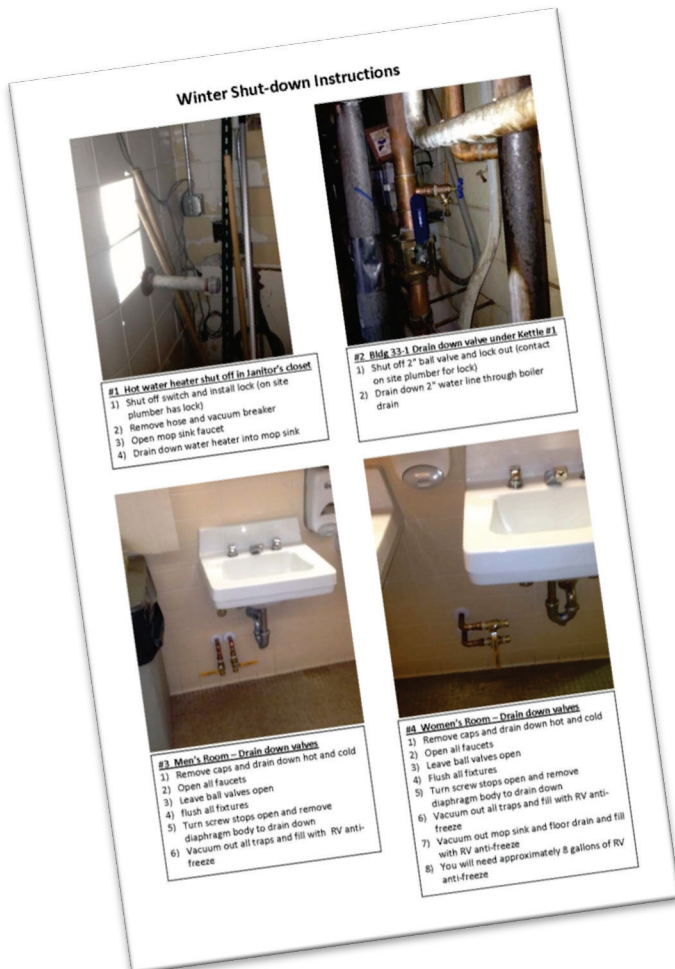 Winter Shut-down Instructions
#1 Hot water heater shut off in Janitor's closet
1) Shut off switch and install lock (on site
plumber has lock)
2) Remove hose and vacuum breaker
3) Open mop sink faucet
4) Drain down water heater into mop sink
#2 Bldg 33-1 Drain down valve under Kettle #1
1) Shut off 2" ball valve and lock out (contact
on site plumber for lock)
2) Drain down 2" water line through boiler
drain
#3 Men's Room – Drain down valves
1) Remove caps and drain down hot and cold
2) Open all faucets
3) Leave ball valves open
4) flush all fixtures
5) Turn screw stops open and remove
diaphragm body to drain down
6) Vacuum out all traps and fill with RV anti-
freeze
#4 Women's Room – Drain down valves
1) Remove caps and drain down hot and cold
2) Open all faucets
3) Leave ball valves open
4) Flush all fixtures
5) Turn screw stops open and remove
diaphragm body to drain down
6) Vacuum out all traps and fill with RV anti-
freeze
7) Vacuum out mop sink and floor drain and fill
with RV anti-freeze
8) You will need approximately 8 gallons of RV
anti-freeze